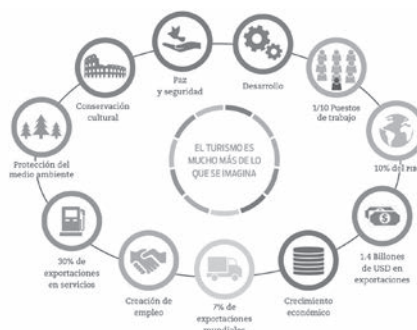 Paz
y seguridad
Desarrollo
1/10 Puestos
de trabajo
10% del PIB
1.4 Billones
de USD en
exportaciones
Crecimiento
económico
7% de
exportaciones
mundiales
Creación de
empleo
30% de
exportaciones
en servicios
Protección del
medio ambiente
Conservación
cultural
EL TURISMO ES
MUCHO MÁS DE LO
QUE SE IMAGINA